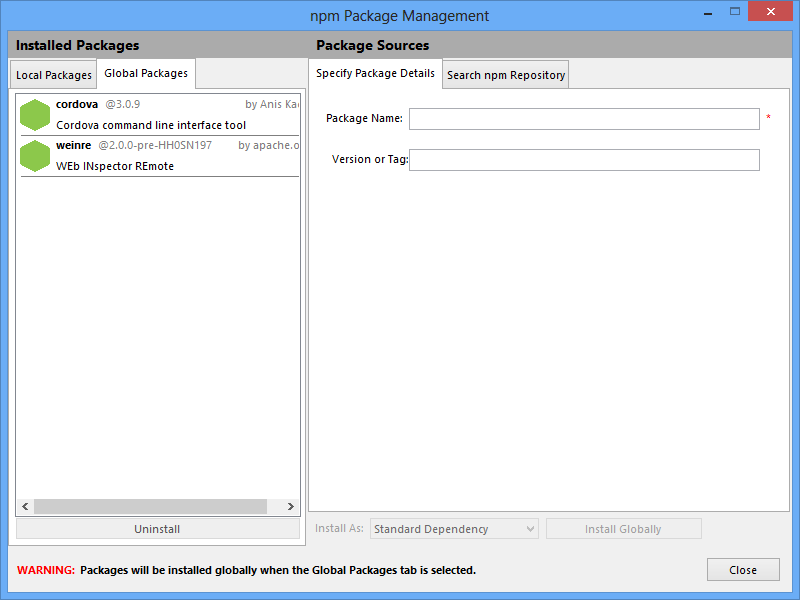 npm Package Management
Installed Packages
Package Sources
Local Packages
Global Packages
Specify Package Details
Search npm Repository
cordova @3.0.9 by Anis Ka
Cordova command line interface tool
weinre @2.0.0-pre-HH0SN197 by apache.o
WEb INspector REmote
Package Name: *
Version or Tag:
Uninstall
Install As: Standard Dependency
Install Globally
WARNING: Packages will be installed globally when the Global Packages tab is selected.
Close